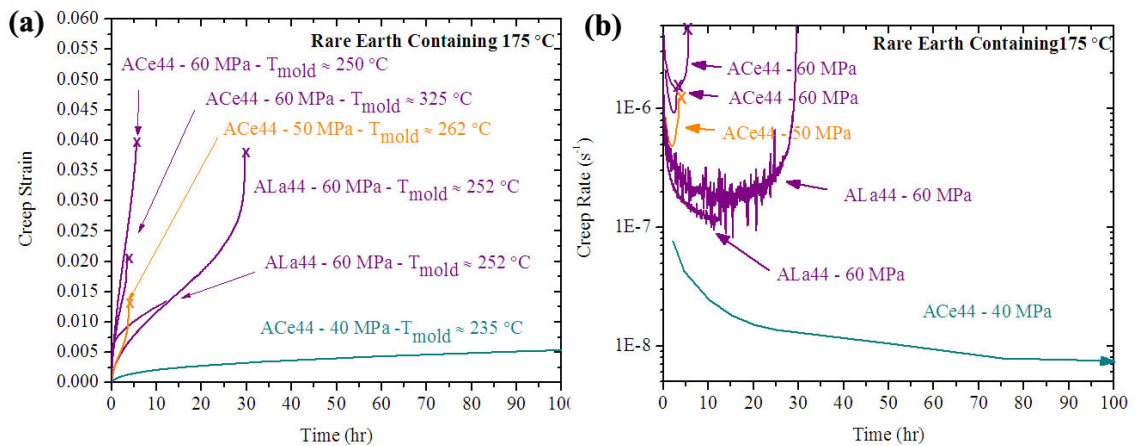 (a)
Rare Earth Containing 175 °C
ACe44 - 60 MPa - Tmold ≈ 250 °C
ACe44 - 60 MPa - Tmold ≈ 325 °C
ACe44 - 50 MPa - Tmold ≈ 262 °C
ALa44 - 60 MPa - Tmold ≈ 252 °C
ALa44 - 60 MPa - Tmold ≈ 252 °C
ACe44 - 40 MPa -Tmold ≈ 235 °C
Creep Strain
0.060
0.055
0.050
0.045
0.040
0.035
0.030
0.025
0.020
0.015
0.010
0.005
0.000
0 10 20 30 40 50 60 70 80 90 100
Time (hr)
(b)
Rare Earth Containing175 °C
ACe44 - 60 MPa
ACe44 - 60 MPa
ACe44 - 50 MPa
ALa44 - 60 MPa
ALa44 - 60 MPa
ACe44 - 40 MPa
Creep Rate (s-1)
1E-6
1E-7
1E-8
0 10 20 30 40 50 60 70 80 90 100
Time (hr)